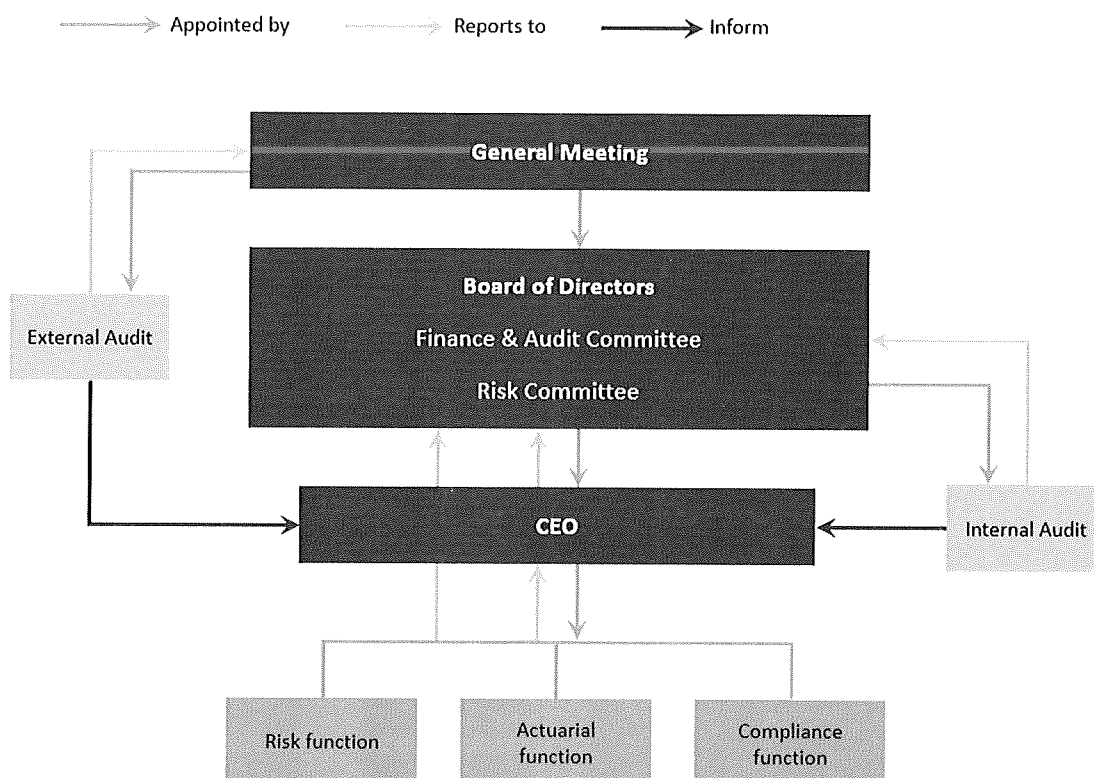 Appointed by
Reports to
Inform
General Meeting
Board of Directors
Finance & Audit Committee
Risk Committee
External Audit
CEO
Internal Audit
Risk function
Actuarial
function
Compliance
function